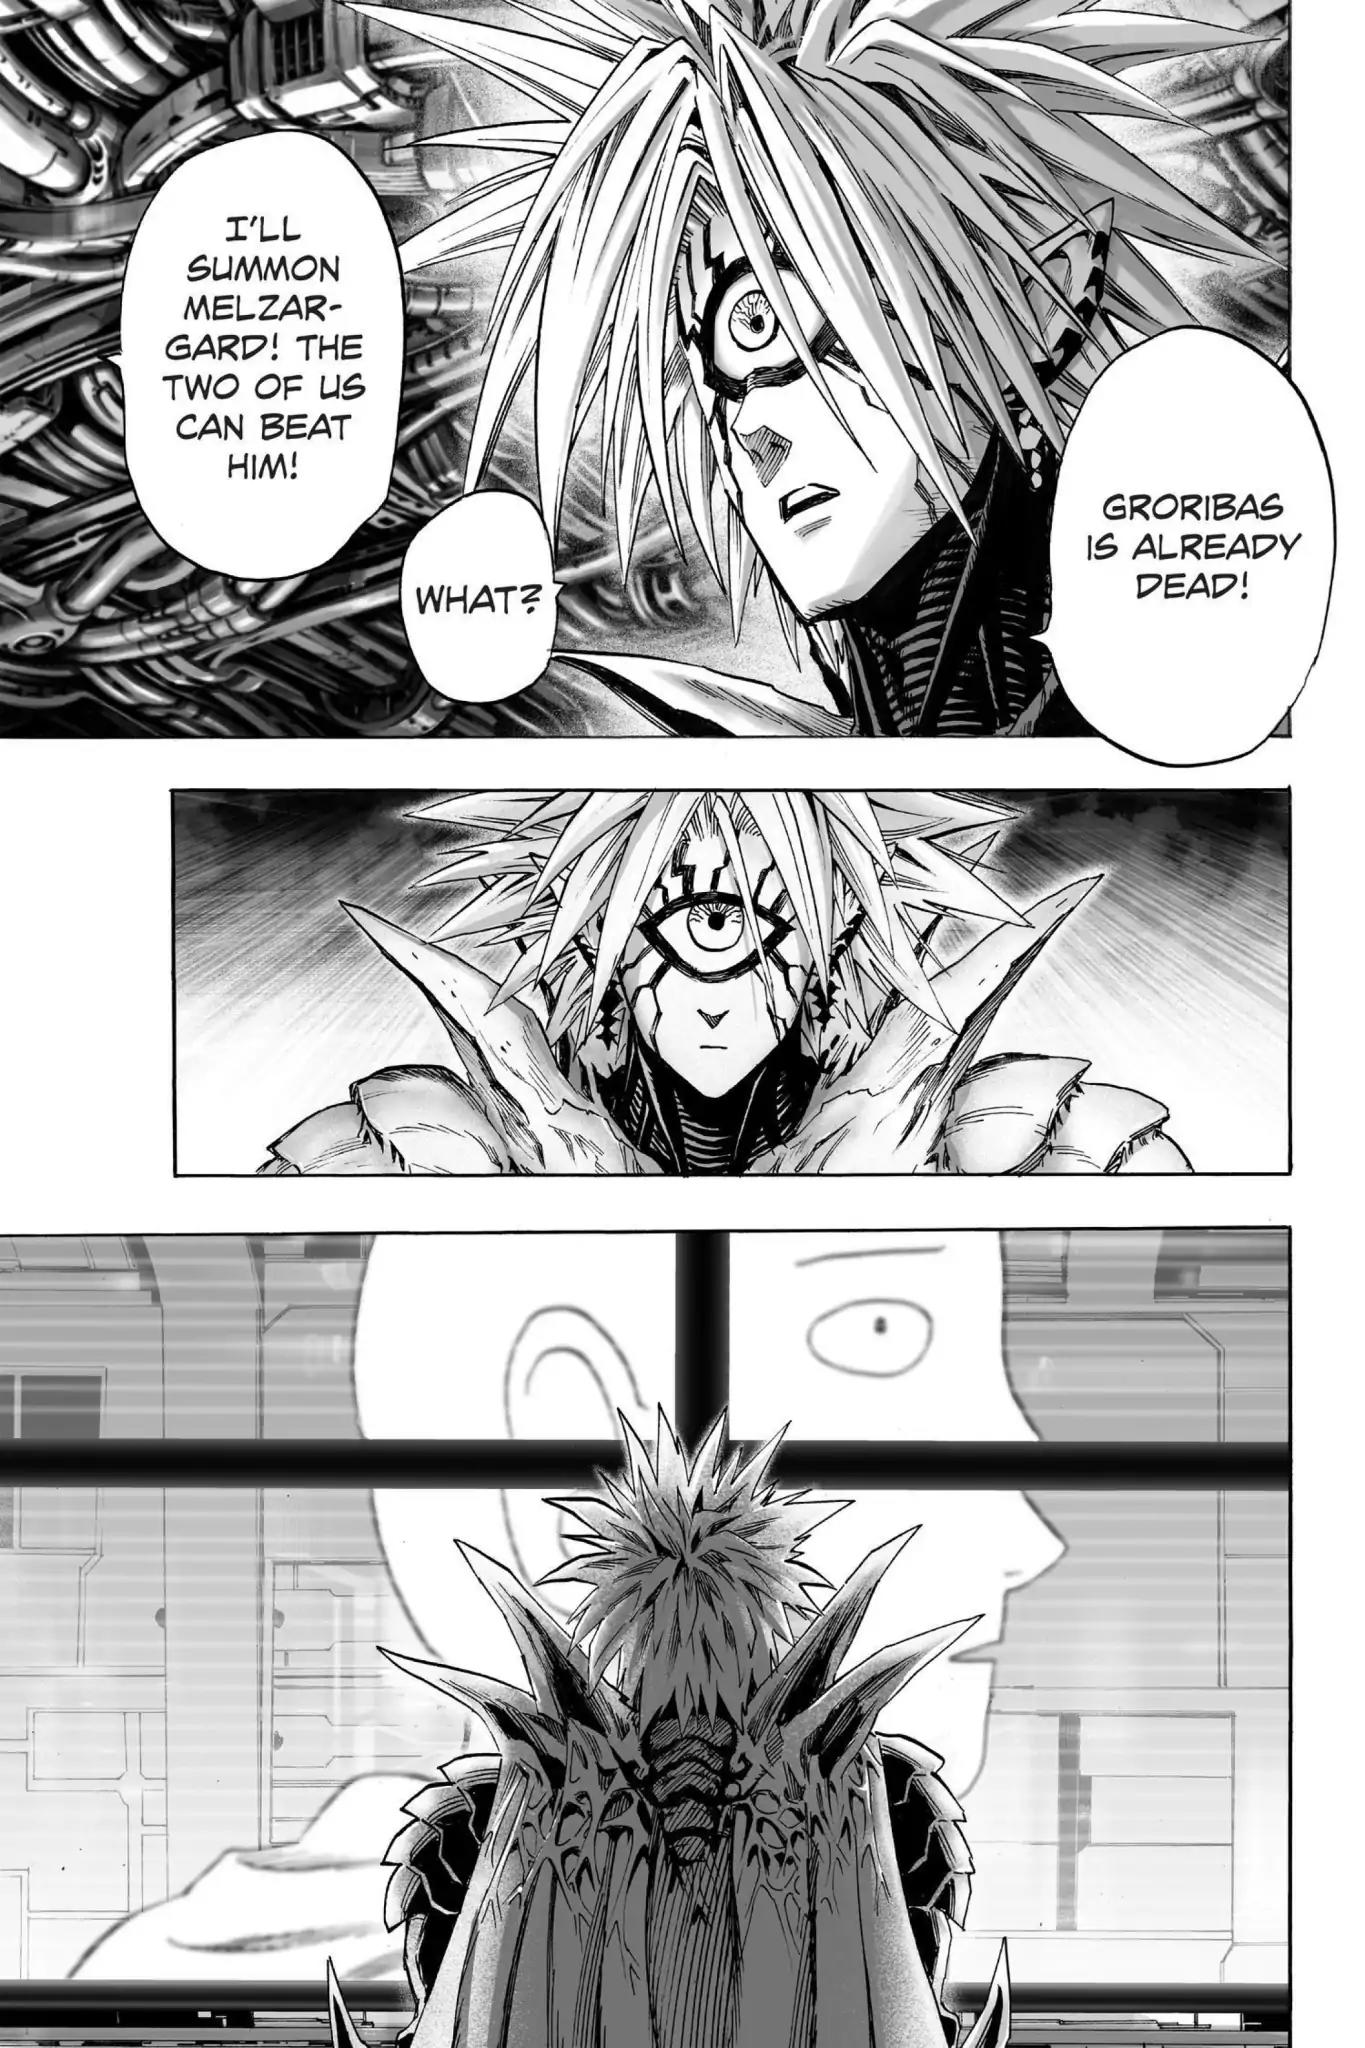 GRORIBAS
IS ALREADY
DEAD!
WHAT?
I'LL
SUMMON
MELZAR-
GARD! THE
TWO OF US
CAN BEAT
HIM!